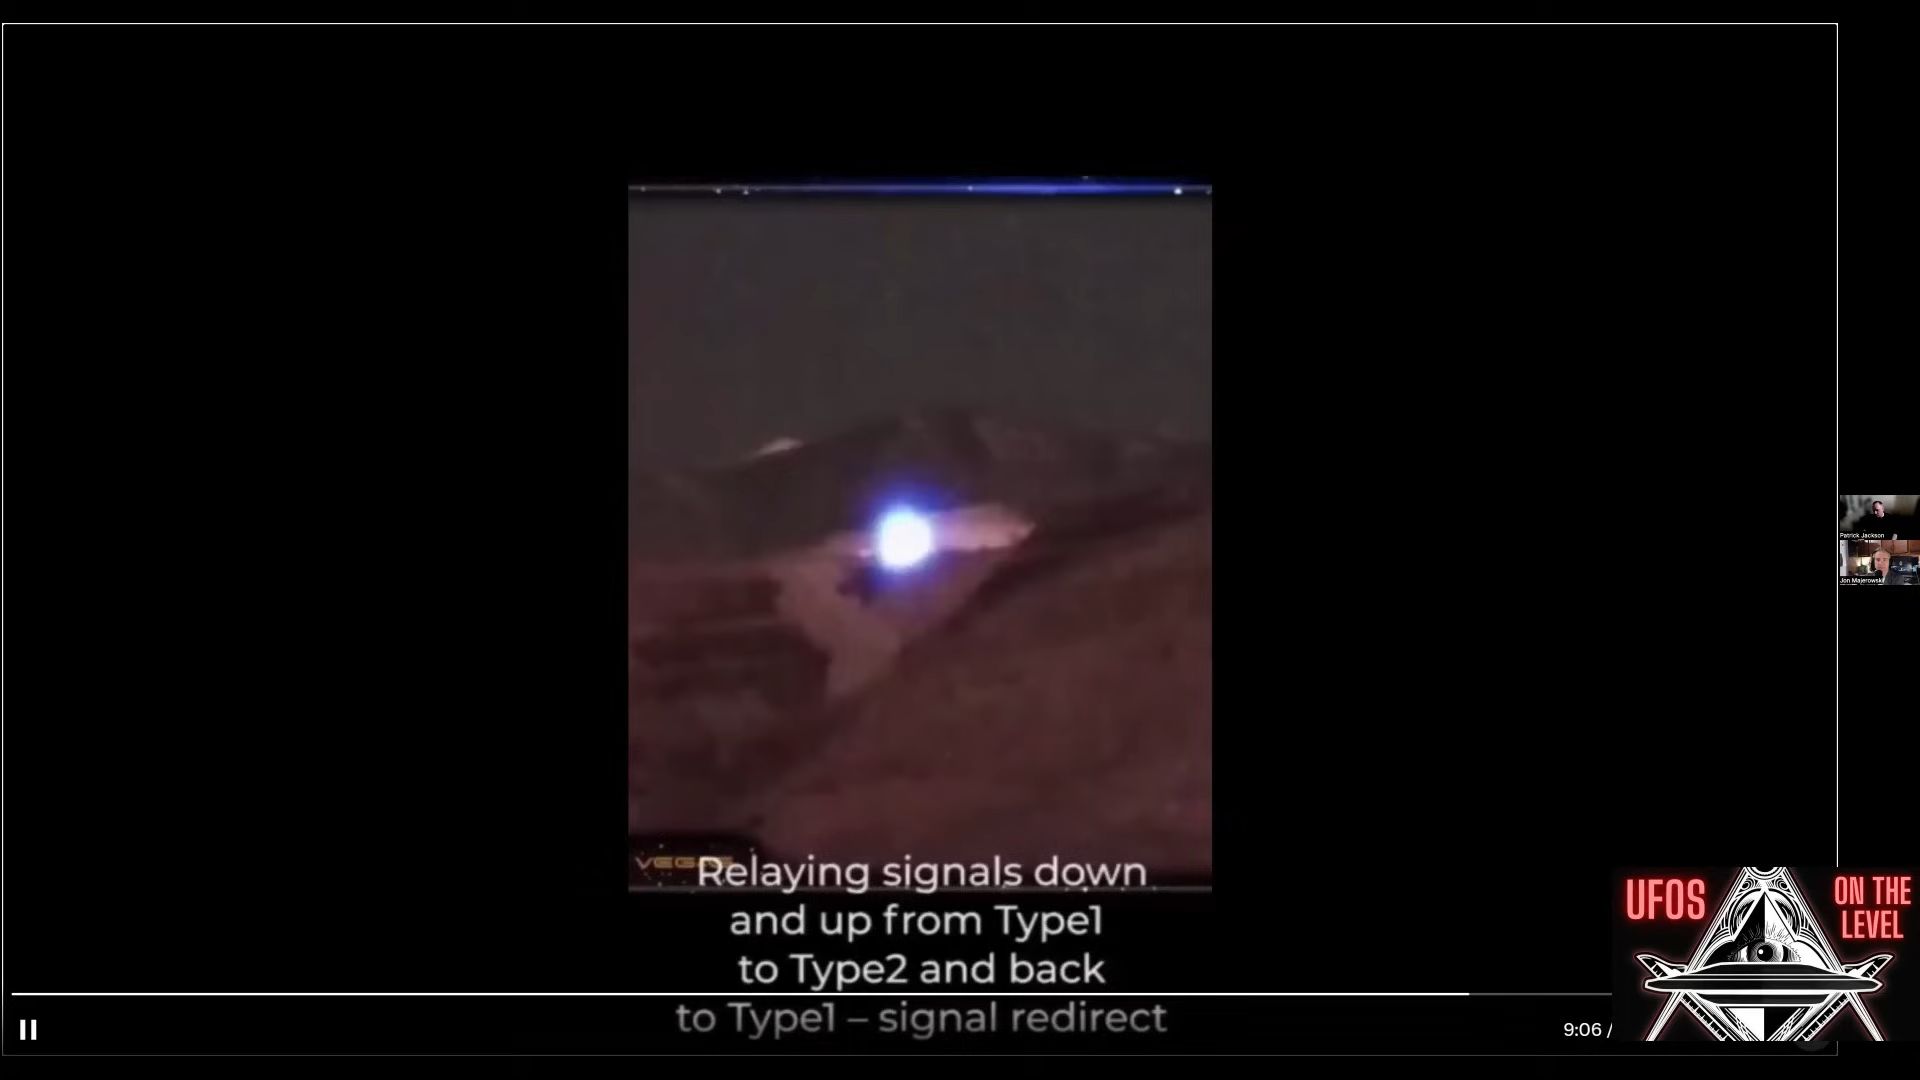 VEGAS
Relaying signals down
and up from Type1
to Type2 and back
to Type1 – signal redirect
Patrick Jackson
Jon Majerowski
UFOS
ON THE
LEVEL
9:06 /